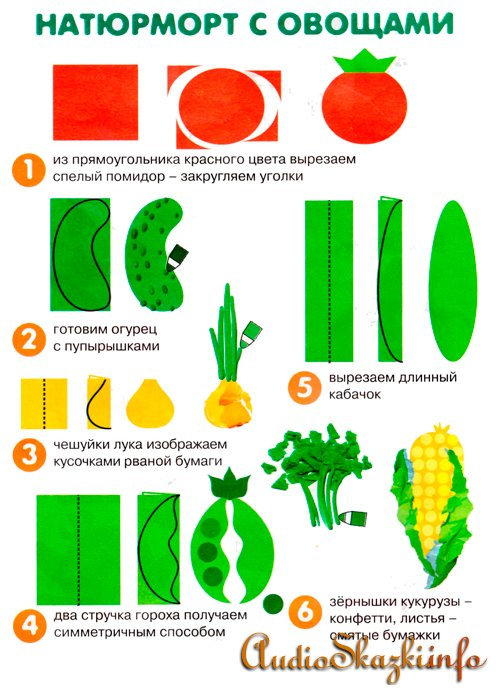 НАТЮРМОРТ С ОВОЩАМИ
1 из прямоугольника красного цвета вырезаем
спелый помидор – закругляем уголки
2 готовим огурец
с пупырышками
3 чешуйки лука изображаем
кусочками рваной бумаги
4 два стручка гороха получаем
симметричным способом
5 вырезаем длинный
кабачок
6 зёрнышки кукурузы –
конфетти, листья –
смятые бумажки
AudioSkazkiinfo